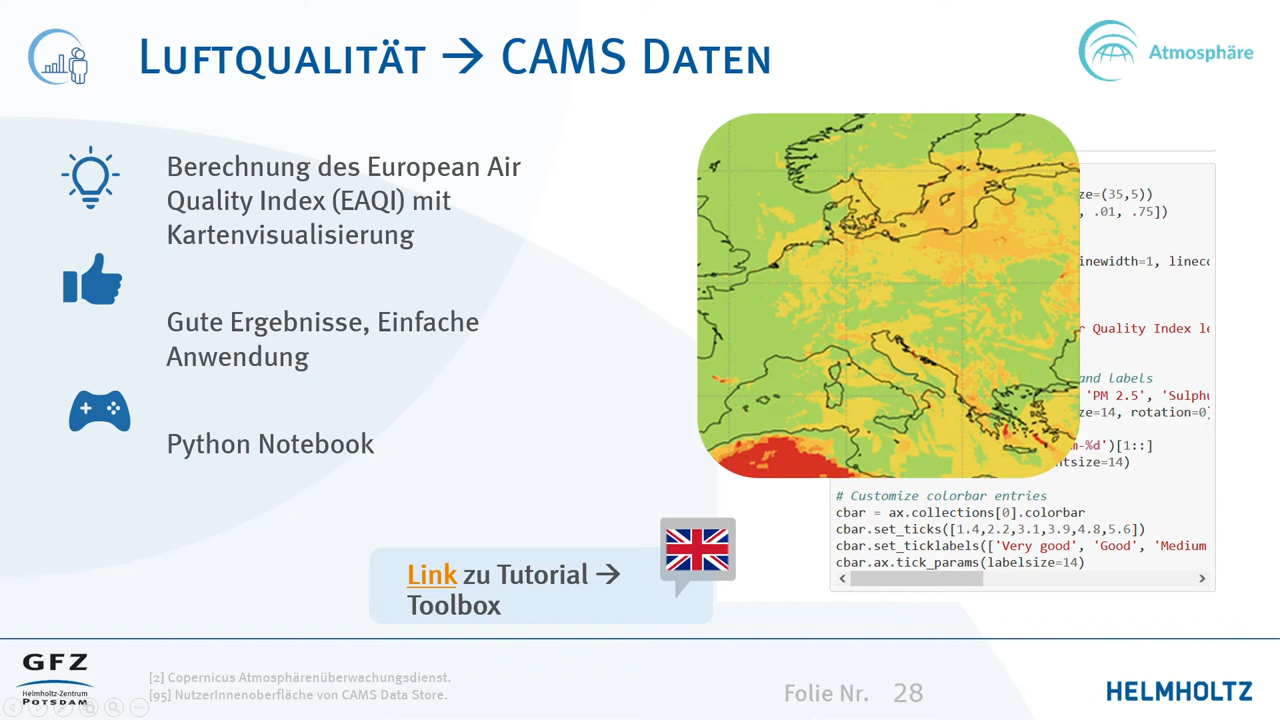 Luftqualität → CAMS Daten
Atmosphäre
Berechnung des European Air
Quality Index (EAQI) mit
Kartenvisualisierung
Gute Ergebnisse, Einfache
Anwendung
Python Notebook
ze=(35,5))
, .01, .75])
inewidth=1, linecc
r Quality Index le
and labels
'PM 2.5', 'Sulphu
ze=14, rotation=0)
m-%d')[1::]
ntsize=14)
# Customize colorbar entries
cbar = ax.collections[0].colorbar
cbar.set_ticks([1.4,2.2,3.1,3.9,4.8,5.6])
cbar.set_ticklabels(['Very good', 'Good', 'Medium
cbar.ax.tick_params(labelsize=14)
Link zu Tutorial →
Toolbox
GFZ
Helmholtz-Zentrum
POTSDAM
[2] Copernicus Atmosphärenüberwachungsdienst.
[95] NutzerInnenoberfläche von CAMS Data Store.
Folie Nr. 28
HELMHOLTZ